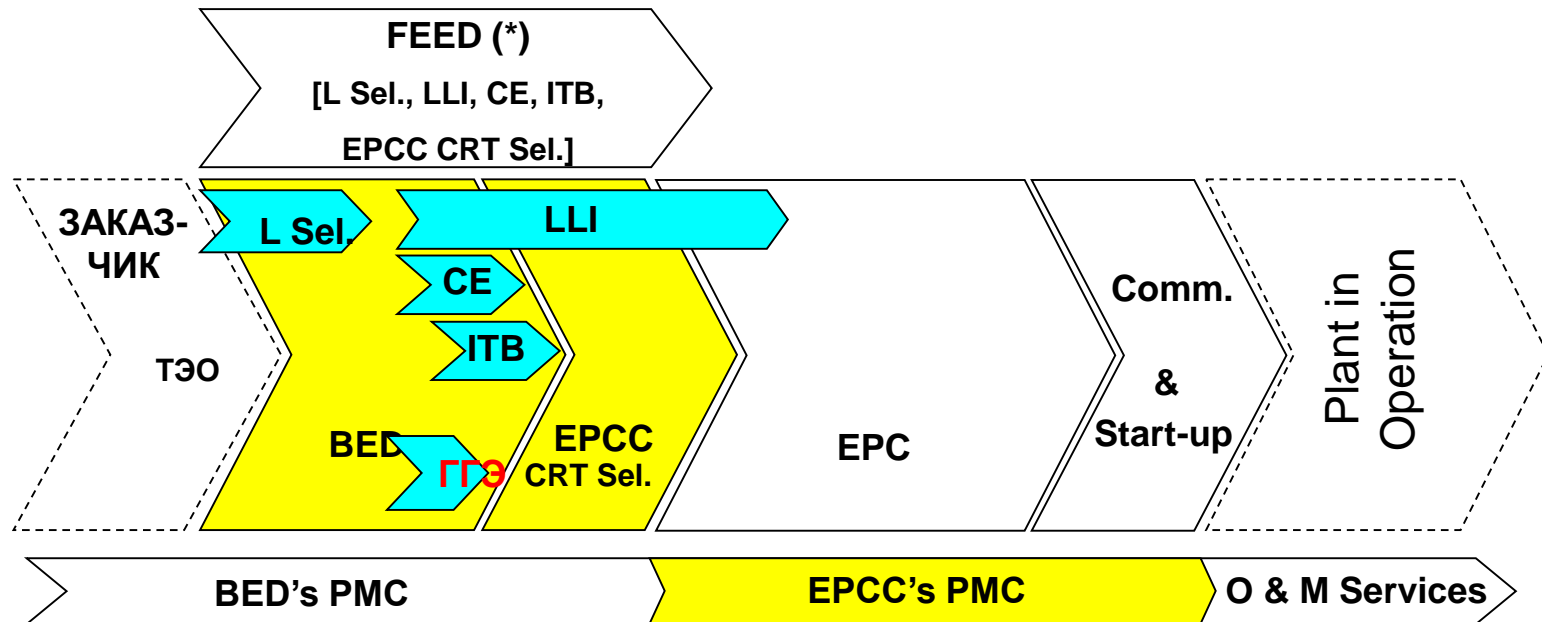 FEED (*)
[L Sel., LLI, CE, ITB,
EPCC CRT Sel.]
ЗАКАЗ-
ЧИК
ТЭО
L Sel.
LLI
CE
ITB
BED
ГГЭ
EPCC
CRT Sel.
EPC
Comm.
&
Start-up
Plant in
Operation
BED’s PMC
EPCC’s PMC
O & M Services